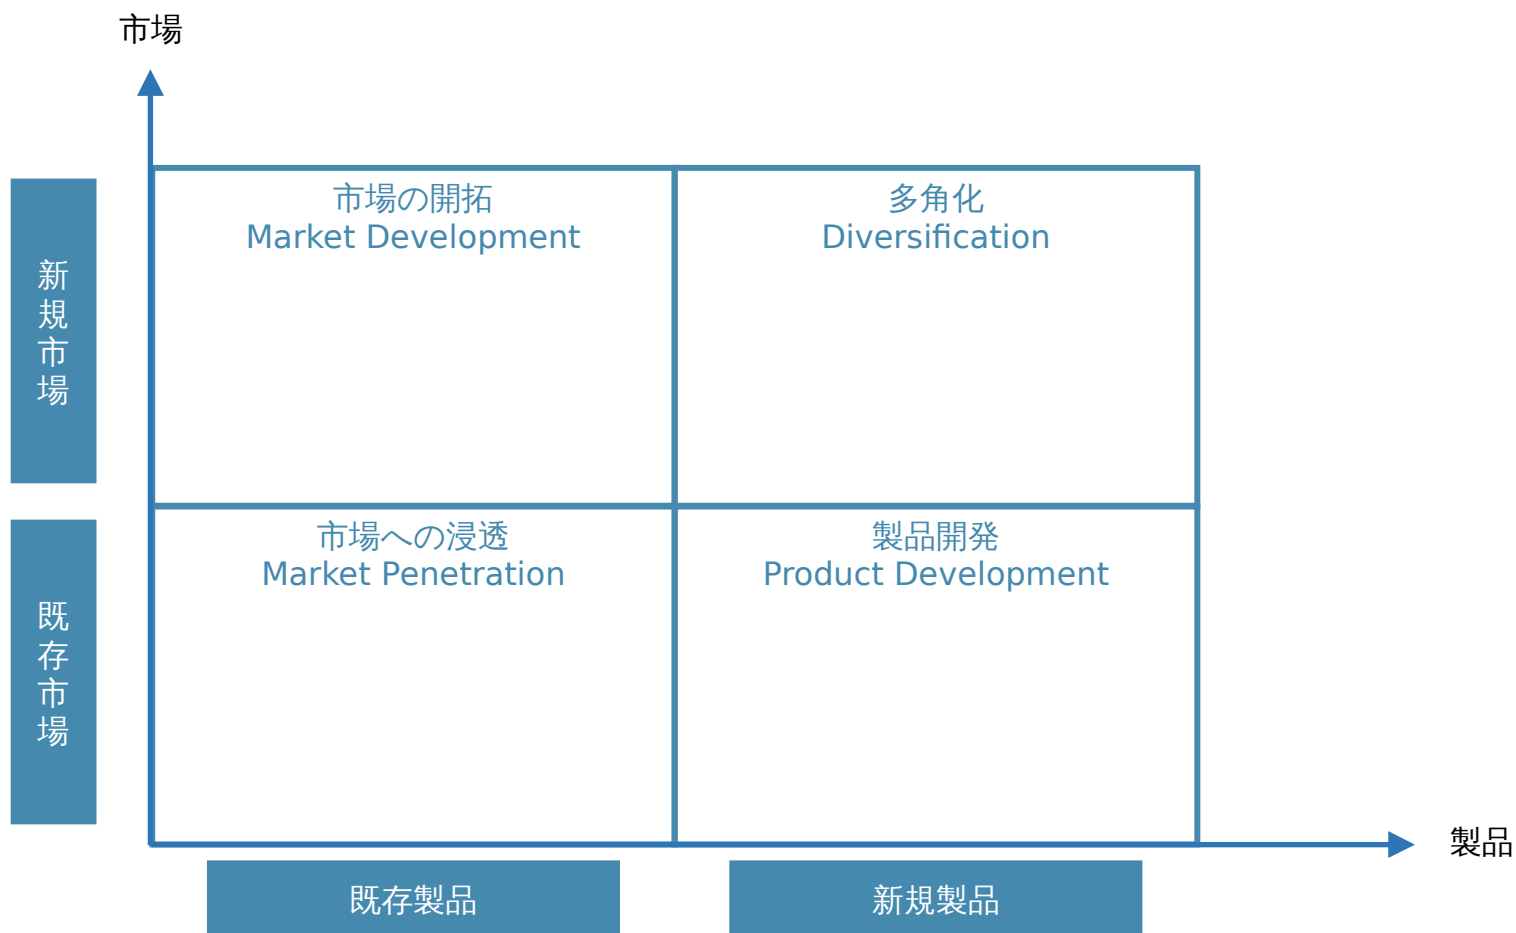 市場
新規市場
市場の開拓
Market Development
多角化
Diversification
既存市場
市場への浸透
Market Penetration
製品開発
Product Development
製品
既存製品
新規製品